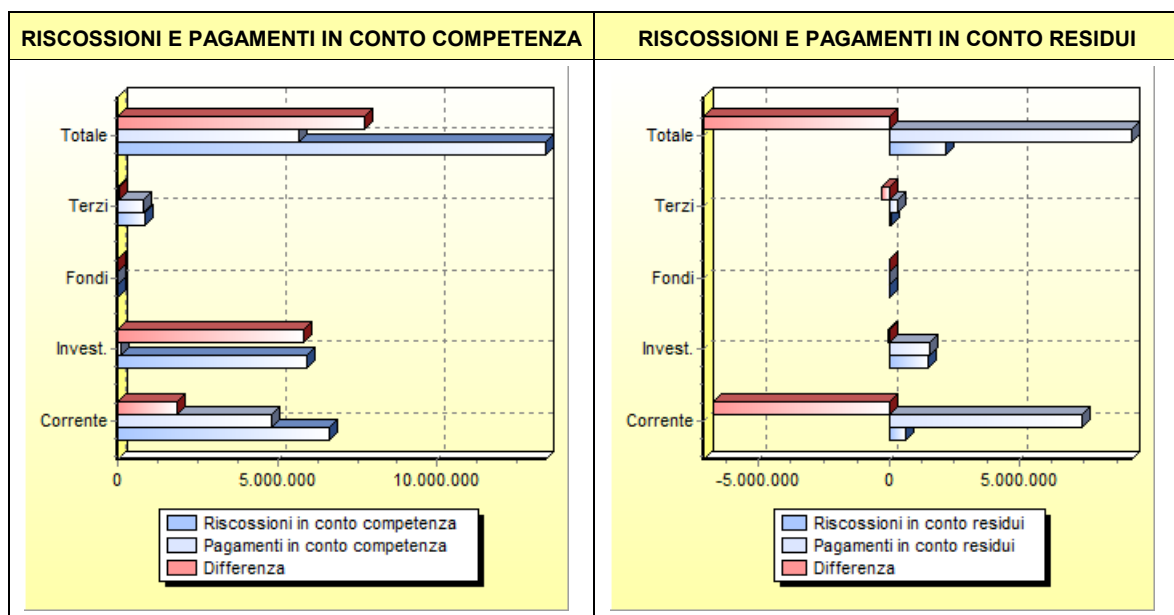 RISCOSSIONI E PAGAMENTI IN CONTO COMPETENZA
Totale
Terzi
Fondi
Invest.
Corrente
0
5.000.000
10.000.000
Riscossioni in conto competenza
Pagamenti in conto competenza
Differenza
RISCOSSIONI E PAGAMENTI IN CONTO RESIDUI
Totale
Terzi
Fondi
Invest.
Corrente
-5.000.000
0
5.000.000
Riscossioni in conto residui
Pagamenti in conto residui
Differenza